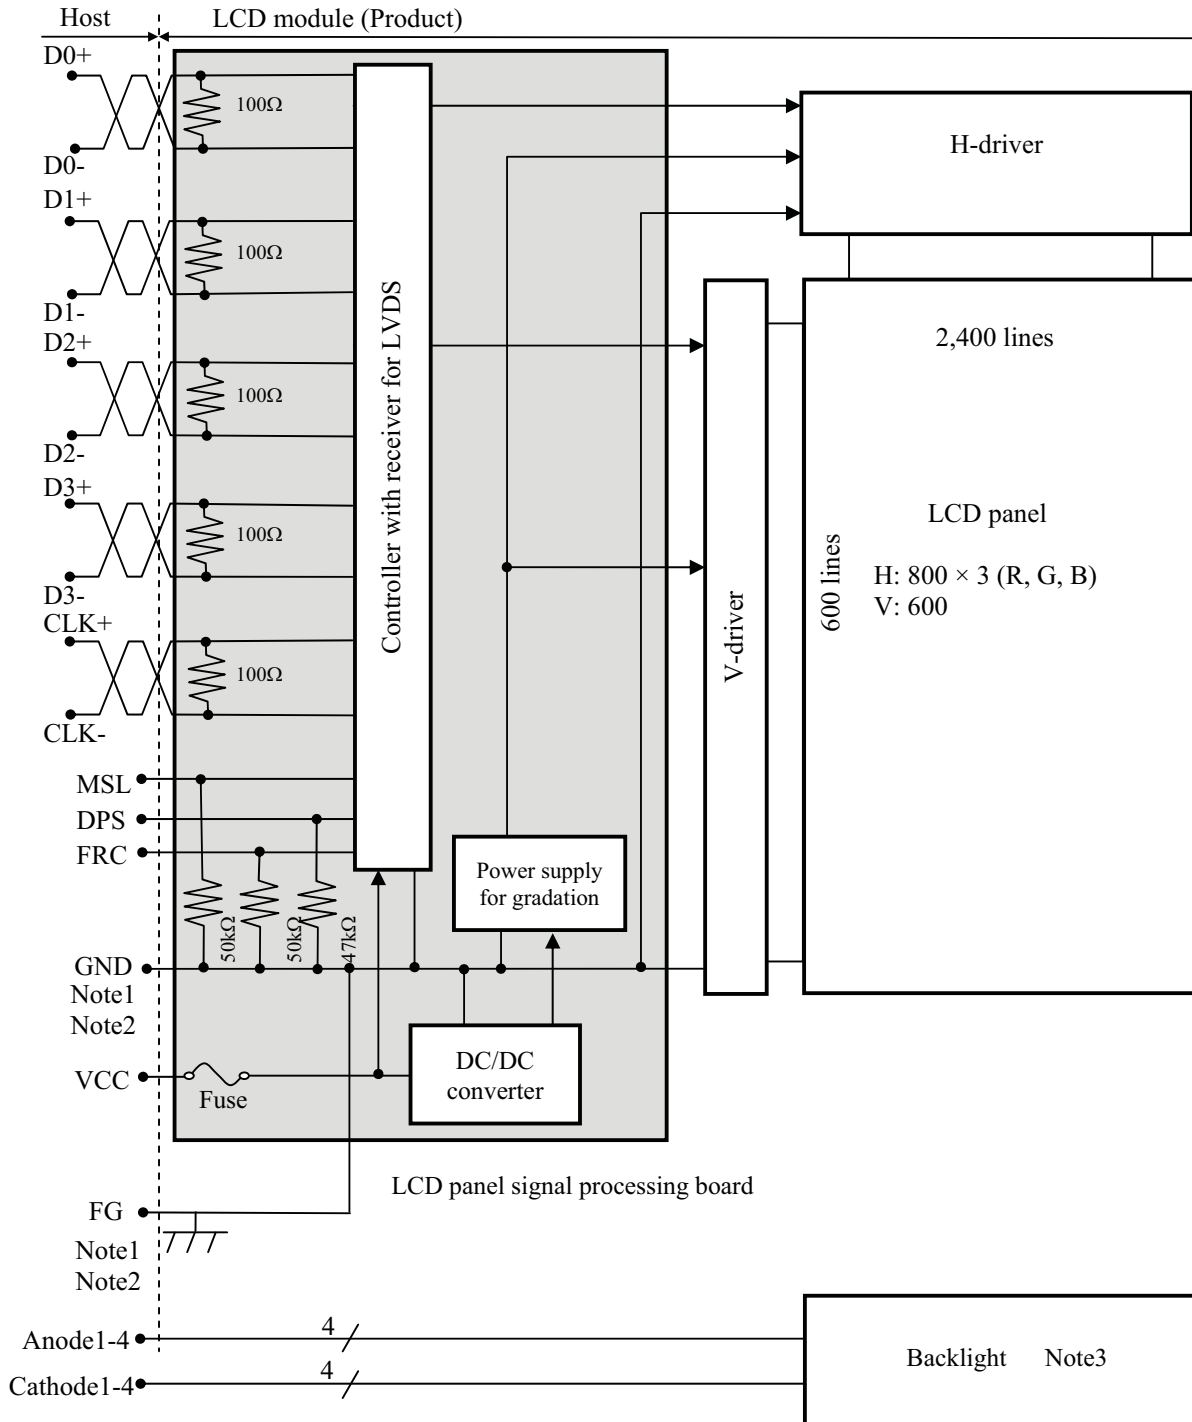 Host
LCD module (Product)
D0+
100Ω
D0-
D1+
100Ω
D1-
D2+
100Ω
D2-
D3+
100Ω
D3-
CLK+
100Ω
CLK-
MSL
DPS
FRC
50kΩ
50kΩ
47kΩ
GND
Note1
Note2
VCC
Fuse
FG
Note1
Note2
Anode1-4
4
Cathode1-4
4
Controller with receiver for LVDS
Power supply
for gradation
DC/DC
converter
LCD panel signal processing board
H-driver
V-driver
2,400 lines
600 lines
LCD panel
H: 800 × 3 (R, G, B)
V: 600
Backlight Note3